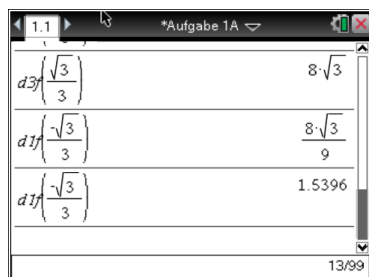 1.1 *Aufgabe 1A
d3f(√3/3) 8·√3
d1f(-√3/3) 8·√3/9
d1f(-√3/3) 1.5396
13/99